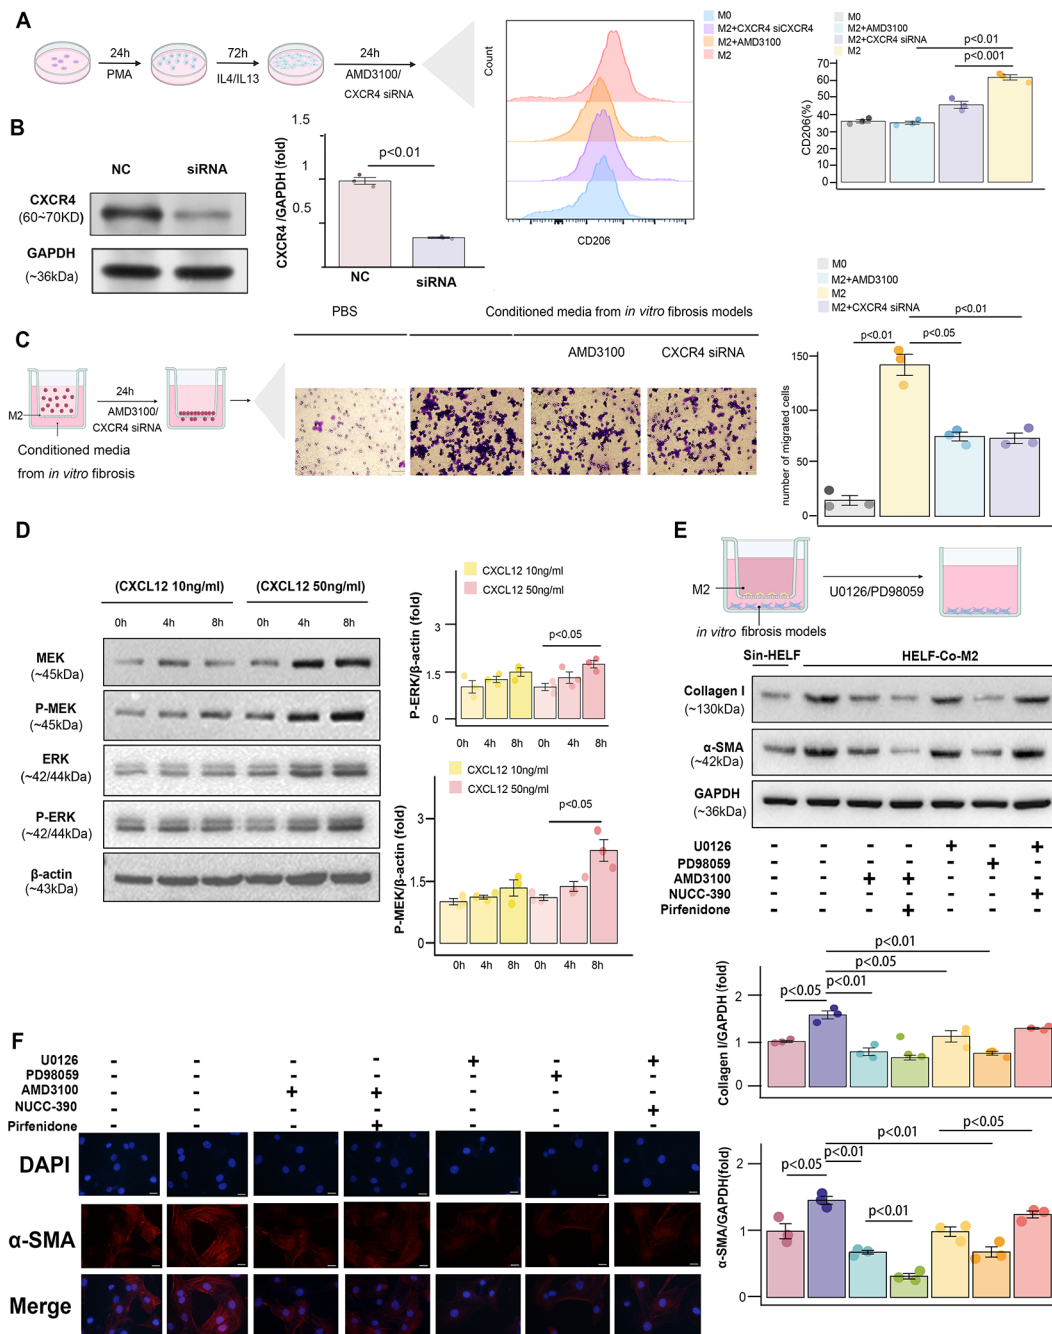 A
24h
PMA
72h
IL4/IL13
24h
AMD3100/
CXCR4 siRNA
Count
CD206
M0
M2+CXCR4 siCXCR4
M2+AMD3100
M2
M0
M2+AMD3100
M2+CXCR4 siRNA
M2
p<0.01
p<0.001
CD206(%)
70%
60
50
40
30
20
10
0
B
NC
siRNA
CXCR4
(60~70KD)
GAPDH
(~36kDa)
CXCR4 /GAPDH (fold)
1.5
1
0.5
0
p<0.01
NC
siRNA
C
M2
24h
AMD3100/
CXCR4 siRNA
Conditioned media
from in vitro fibrosis
PBS
Conditioned media from in vitro fibrosis models
AMD3100
CXCR4 siRNA
M0
M2+AMD3100
M2
M2+CXCR4 siRNA
p<0.01
p<0.01
p<0.05
number of migrated cells
150
100
50
0
D
(CXCL12 10ng/ml)
(CXCL12 50ng/ml)
0h
4h
8h
0h
4h
8h
MEK
(~45kDa)
P-MEK
(~45kDa)
ERK
(~42/44kDa)
P-ERK
(~42/44kDa)
β-actin
(~43kDa)
CXCL12 10ng/ml
CXCL12 50ng/ml
P-ERK/β-actin (fold)
3
1.5
0
p<0.05
0h
4h
8h
0h
4h
8h
CXCL12 10ng/ml
CXCL12 50ng/ml
P-MEK/β-actin (fold)
3
1.5
0
p<0.05
0h
4h
8h
0h
4h
8h
E
M2
in vitro fibrosis models
U0126/PD98059
Sin-HELF
HELF-Co-M2
Collagen I
(~130kDa)
α-SMA
(~42kDa)
GAPDH
(~36kDa)
U0126 - - - - + - +
PD98059 - - - - - + -
AMD3100 - - + + - - -
NUCC-390 - - - - - - +
Pirfenidone - - - + - - -
Collagen I/GAPDH(fold)
2
1
0
p<0.05
p<0.01
p<0.05
p<0.01
α-SMA/GAPDH(fold)
2
1
0
p<0.05
p<0.01
p<0.01
p<0.01
p<0.05
F
U0126 - - - - + - +
PD98059 - - - - - + -
AMD3100 - - + + - - -
NUCC-390 - - - - - - +
Pirfenidone - - - + - - -
DAPI
α-SMA
Merge